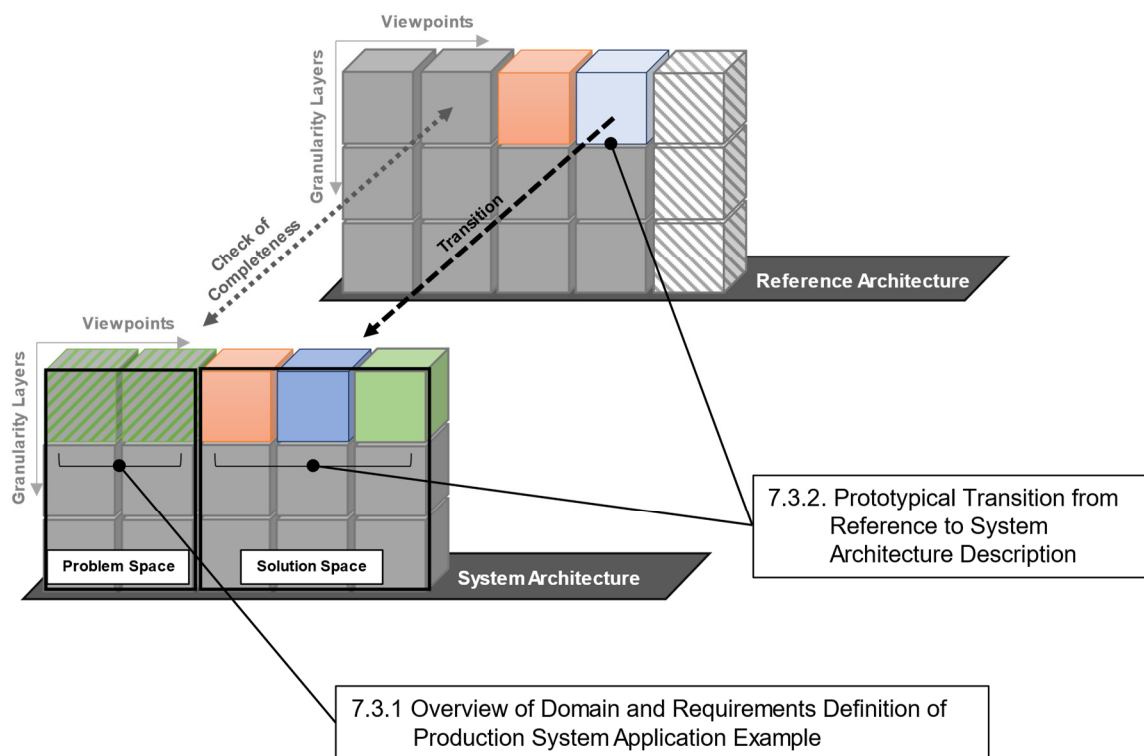 Viewpoints
Granularity Layers
Check of
Completeness
Transition
Reference Architecture
Viewpoints
Granularity Layers
Problem Space
Solution Space
System Architecture
7.3.2. Prototypical Transition from
Reference to System
Architecture Description
7.3.1 Overview of Domain and Requirements Definition of
Production System Application Example